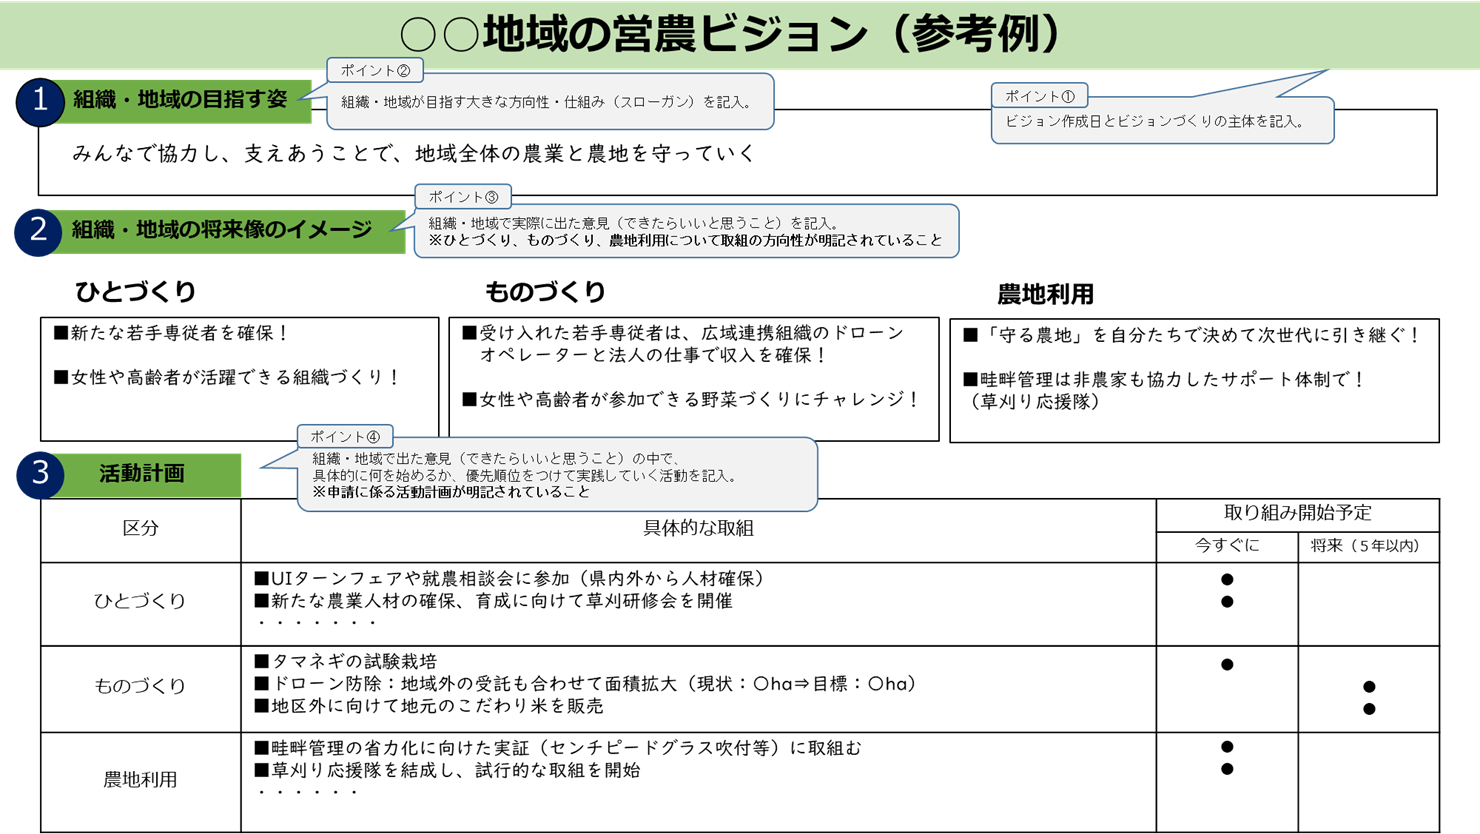 ○○地域の営農ビジョン（参考例）
ポイント②
組織・地域が目指す大きな方向性・仕組み（スローガン）を記入。
ポイント①
ビジョン作成日とビジョンづくりの主体を記入。
1 組織・地域の目指す姿
みんなで協力し、支えあうことで、地域全体の農業と農地を守っていく
ポイント③
組織・地域で実際に出た意見（できたらいいと思うこと）を記入。
※ひとづくり、ものづくり、農地利用について取組の方向性が明記されていること
2 組織・地域の将来像のイメージ
ひとづくり
■新たな若手専従者を確保！
■女性や高齢者が活躍できる組織づくり！
ものづくり
■受け入れた若手専従者は、広域連携組織のドローン
オペレーターと法人の仕事で収入を確保！
■女性や高齢者が参加できる野菜づくりにチャレンジ！
農地利用
■「守る農地」を自分たちで決めて次世代に引き継ぐ！
■畦畔管理は非農家も協力したサポート体制で！
（草刈り応援隊）
ポイント④
組織・地域で出た意見（できたらいいと思うこと）の中で、
具体的に何を始めるか、優先順位をつけて実践していく活動を記入。
※申請に係る活動計画が明記されていること
3 活動計画
区分 具体的な取組 取り組み開始予定
今すぐに 将来（５年以内）
ひとづくり
■UIターンフェアや就農相談会に参加（県内外から人材確保） ●
■新たな農業人材の確保、育成に向けて草刈研修会を開催 ●
・・・・・・・
ものづくり
■タマネギの試験栽培 ●
■ドローン防除：地域外の受託も合わせて面積拡大（現状：〇ha⇒目標：〇ha） ●
■地区外に向けて地元のこだわり米を販売 ●
農地利用
■畦畔管理の省力化に向けた実証（センチピードグラス吹付等）に取組む ●
■草刈り応援隊を結成し、試行的な取組を開始 ●
・・・・・・